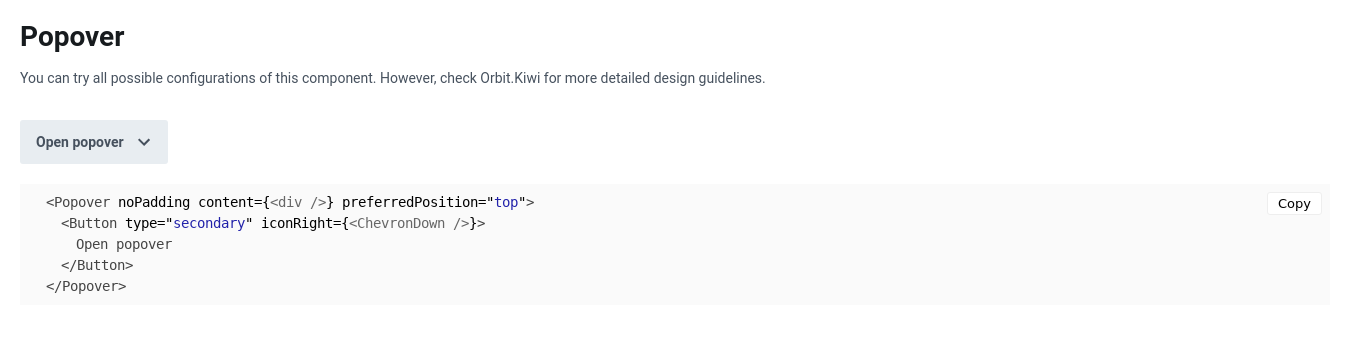 Popover
You can try all possible configurations of this component. However, check Orbit.Kiwi for more detailed design guidelines.
Open popover
<Popover noPadding content={<div />} preferredPosition="top">
Copy
<Button type="secondary" iconRight={<ChevronDown />}>
Open popover
</Button>
</Popover>